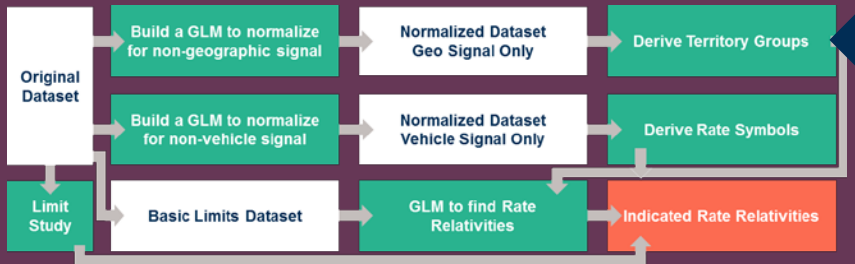 Original
Dataset
Build a GLM to normalize
for non-geographic signal
Normalized Dataset
Geo Signal Only
Derive Territory Groups
Build a GLM to normalize
for non-vehicle signal
Normalized Dataset
Vehicle Signal Only
Derive Rate Symbols
Limit
Study
Basic Limits Dataset
GLM to find Rate
Relativities
Indicated Rate Relativities